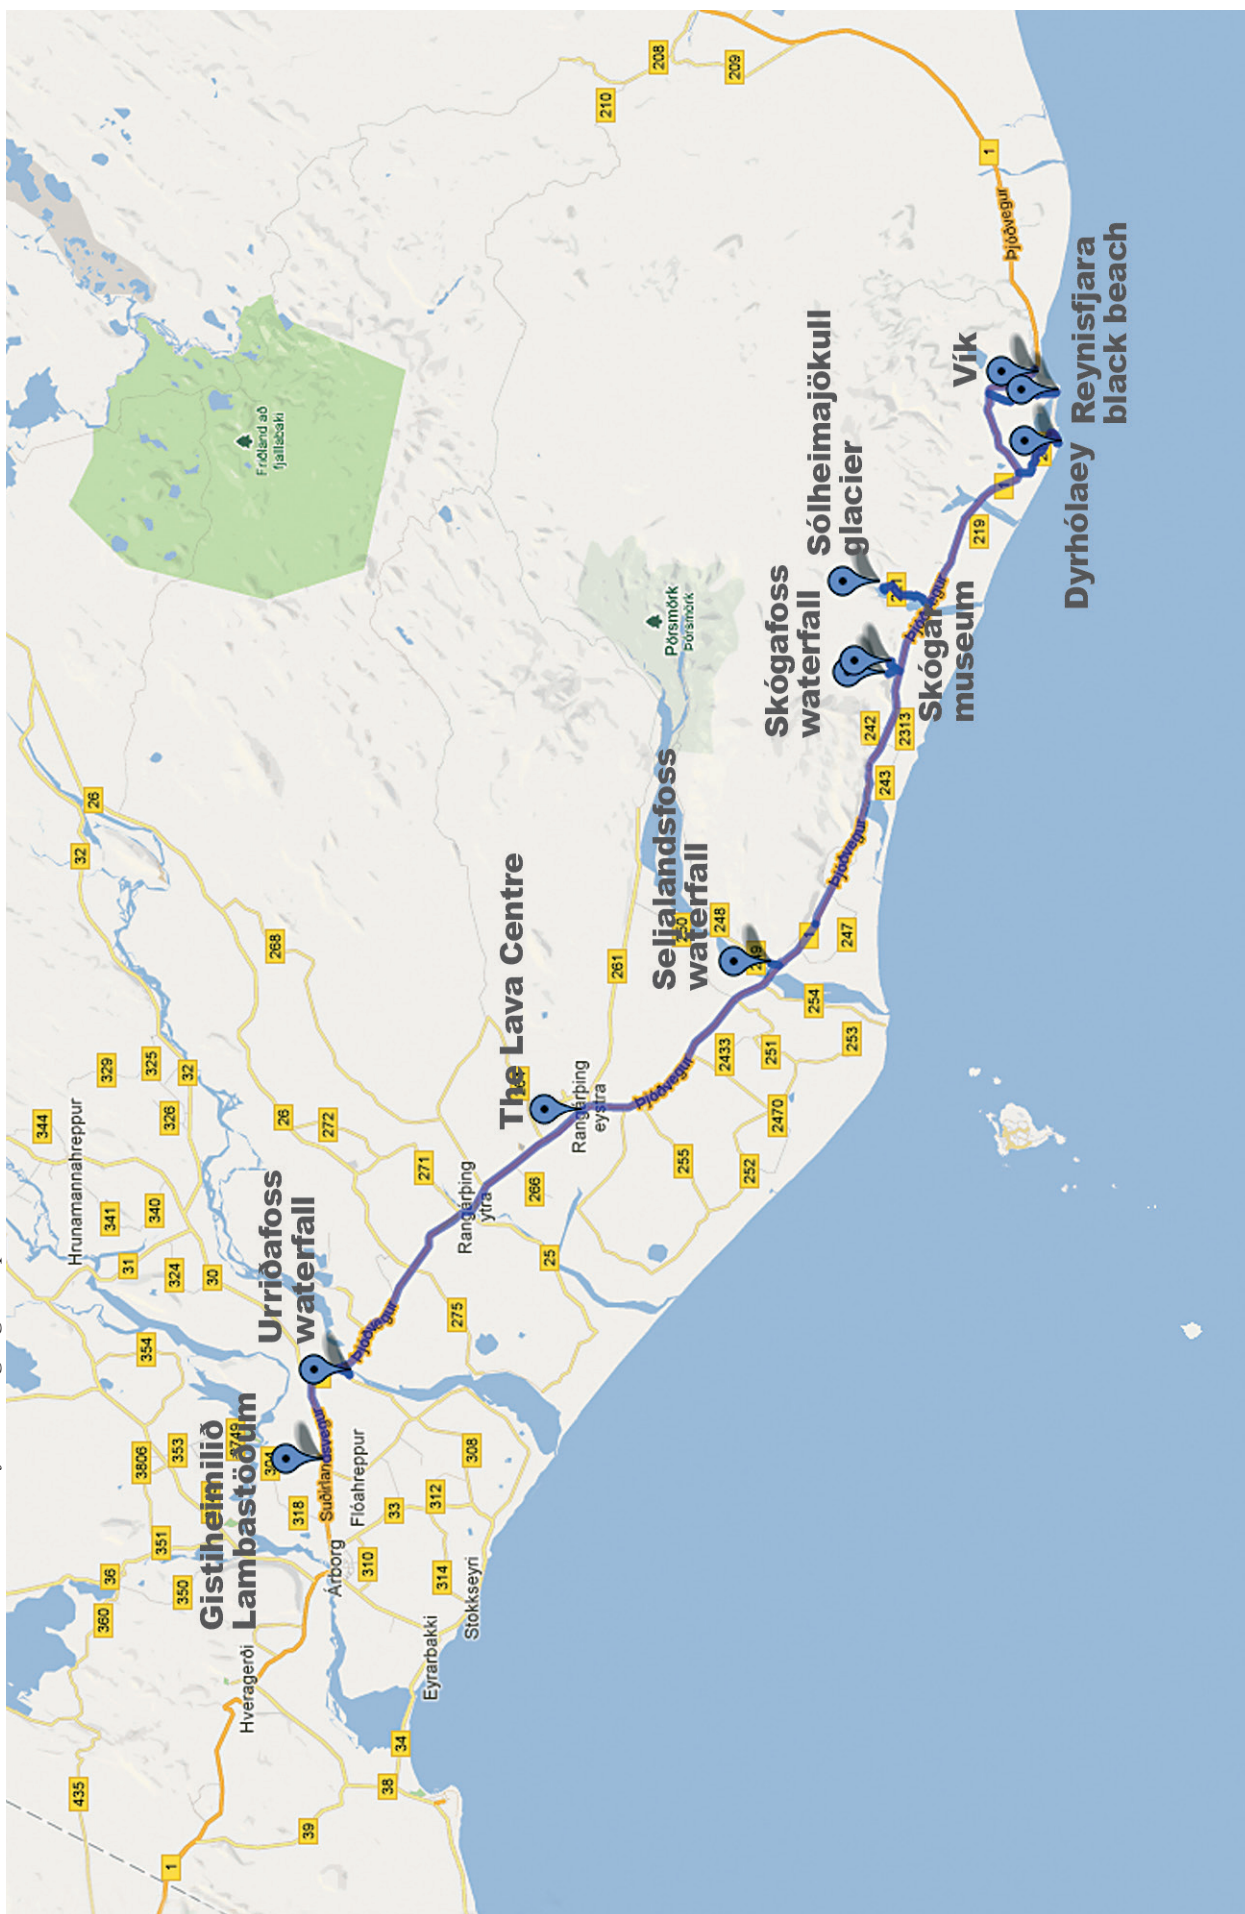 Gistiheimilið
Lambastöðum
Urriðafoss
waterfall
The Lava Centre
Seljalandsfoss
waterfall
Skógafoss
waterfall
Skógar
museum
Sólheimajökull
glacier
Dyrhólaey
Reynisfjara
black beach
Vík
Hrunamannahreppur
Friðland að
fjallabaki
Þórsmörk
Þórsmörk
Hveragerði
Árborg
Flóahreppur
Eyrarbakki
Stokkseyri
Rangárþing
ytra
Rangárþing
eystra
Suðurlandsvegur
Þjóðvegur
Þjóðvegur
Þjóðvegur
Þjóðvegur
Þjóðvegur
1
435
39
38
34
360
36
350
351
3806
353
354
318
310
33
314
312
308
344
341
340
31
324
30
329
325
326
32
32
26
26
268
272
271
275
25
266
261
255
252
2470
2433
251
253
254
248
247
1
243
242
2313
219
1
1
210
208
209